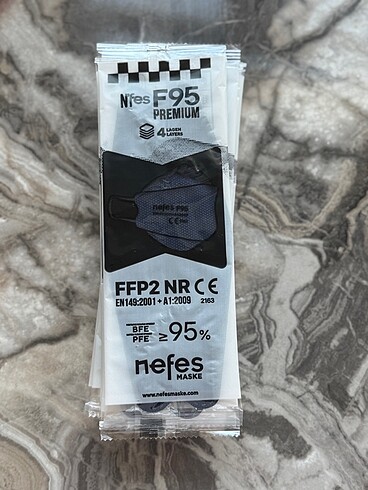 Nfes F95
PREMIUM
4 LAGEN
LAYERS
nefes F95
CE
FFP2 NR CE
EN149:2001 + A1:2009 2163
BFE
PFE ≥ 95%
nefes
MASKE
www.nefesmaske.com